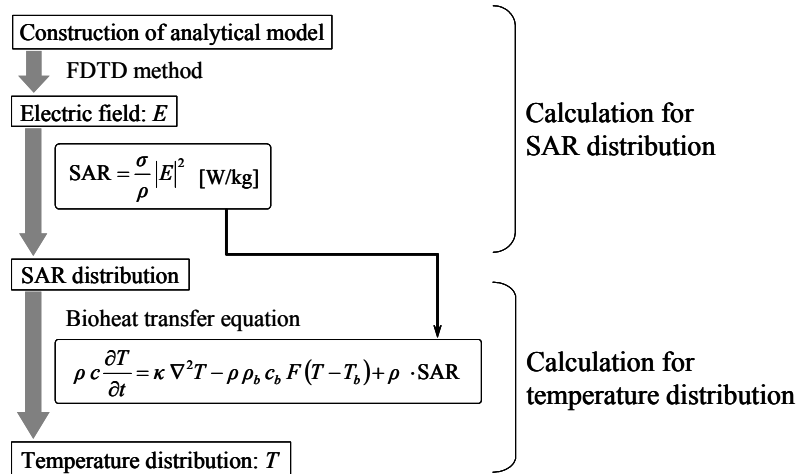 Construction of analytical model
FDTD method
Electric field: E
SAR = σ/ρ |E|² [W/kg]
Calculation for
SAR distribution
SAR distribution
Bioheat transfer equation
ρ c ∂T/∂t = κ ∇²T − ρ ρ_b c_b F (T − T_b) + ρ · SAR
Calculation for
temperature distribution
Temperature distribution: T